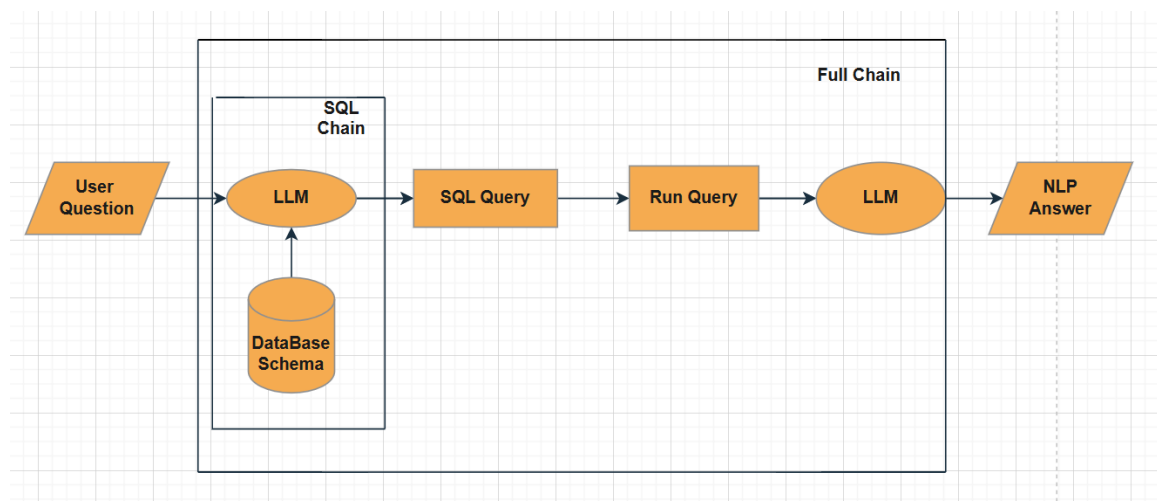 Full Chain
SQL
Chain
User
Question
LLM
SQL Query
Run Query
LLM
NLP
Answer
DataBase
Schema